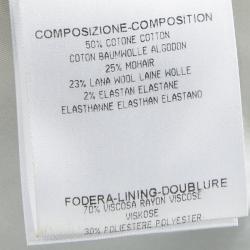 COMPOSIZIONE-COMPOSITION
50% COTONE COTTON
COTON BAUMWOLLE ALGODON
25% MOHAIR
23% LANA WOOL LAINE WOLLE
2% ELASTAN ELASTANE
ELASTHANNE ELASTHAN ELASTANO
FODERA-LINING-DOUBLURE
70% VISCOSA RAYON VISCOSE
VISKOSE
30% POLIESTERE POLYESTER